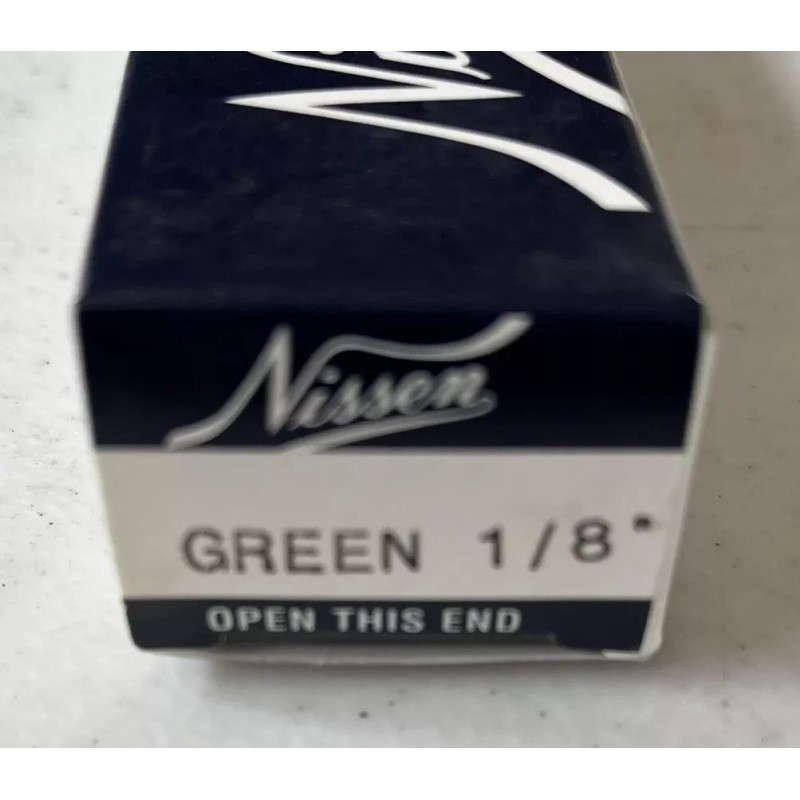 Nissen
GREEN 1/8"
OPEN THIS END